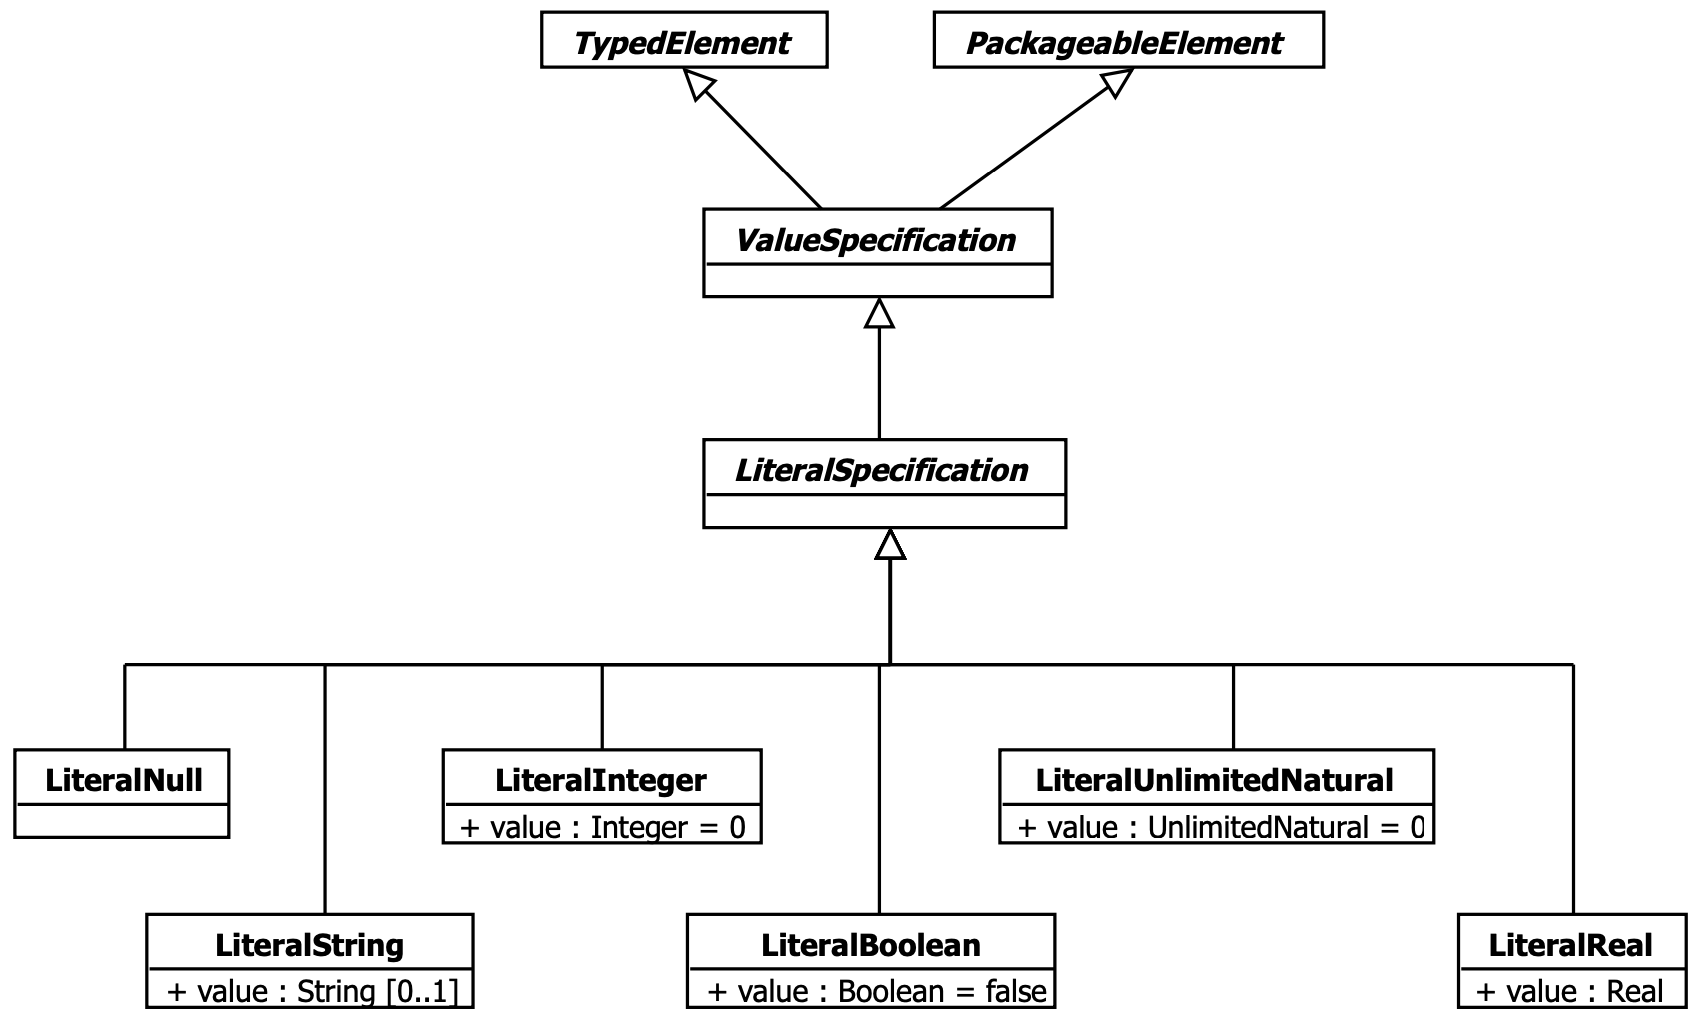 TypedElement
PackageableElement
ValueSpecification
LiteralSpecification
LiteralNull
LiteralInteger
+ value : Integer = 0
LiteralUnlimitedNatural
+ value : UnlimitedNatural = 0
LiteralString
+ value : String [0..1]
LiteralBoolean
+ value : Boolean = false
LiteralReal
+ value : Real